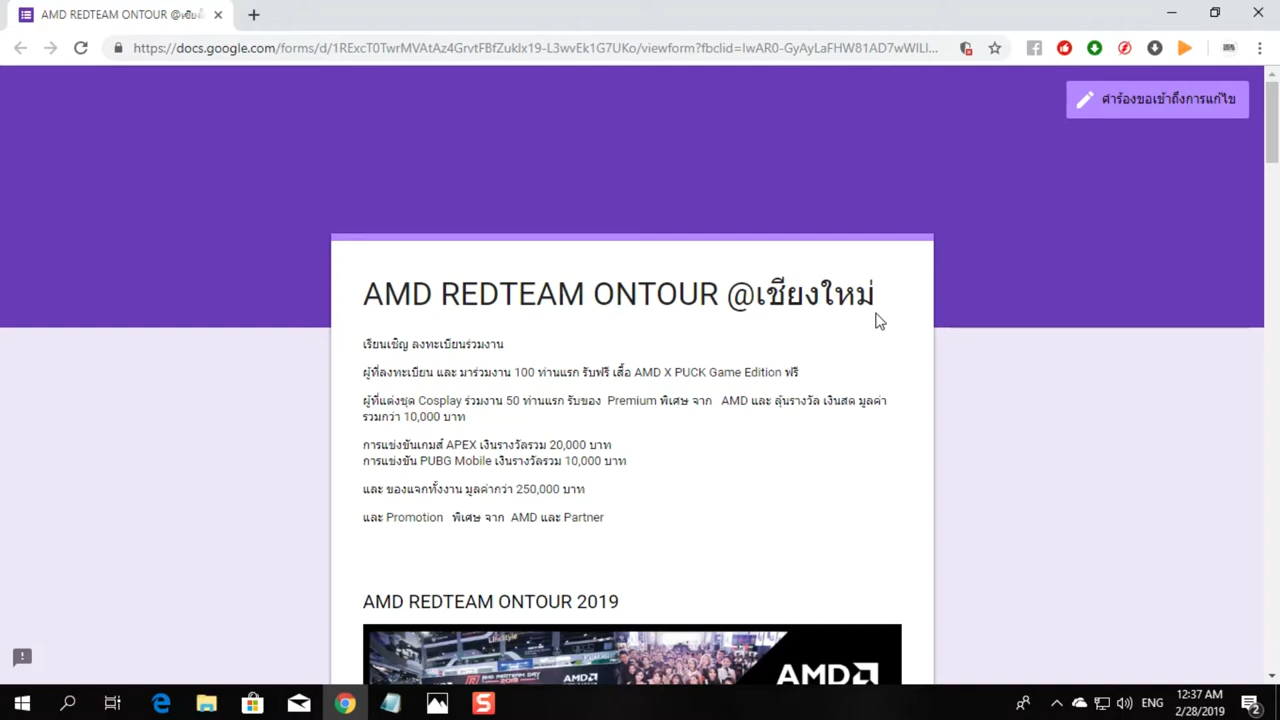 AMD REDTEAM ONTOUR @เชียงใ
https://docs.google.com/forms/d/1RExcT0TwrMVAtAz4GrvtFBfZukIx19-L3wvEk1G7UKo/viewform?fbclid=IwAR0-GyAyLaFHW81AD7wWILI...
คำร้องขอเข้าถึงการแก้ไข
AMD REDTEAM ONTOUR @เชียงใหม่
เรียนเชิญ ลงทะเบียนร่วมงาน
ผู้ที่ลงทะเบียน และ มาร่วมงาน 100 ท่านแรก รับฟรี เสื้อ AMD X PUCK Game Edition ฟรี
ผู้ที่แต่งชุด Cosplay ร่วมงาน 50 ท่านแรก รับของ Premium พิเศษ จาก AMD และ ลุ้นรางวัล เงินสด มูลค่า
รวมกว่า 10,000 บาท
การแข่งขันเกมส์ APEX เงินรางวัลรวม 20,000 บาท
การแข่งขัน PUBG Mobile เงินรางวัลรวม 10,000 บาท
และ ของแจกทั้งงาน มูลค่ากว่า 250,000 บาท
และ Promotion พิเศษ จาก AMD และ Partner
AMD REDTEAM ONTOUR 2019
Lifestyle
AMD REDTEAM DAY
AMD
AMD
ENG
12:37 AM
2/28/2019
2